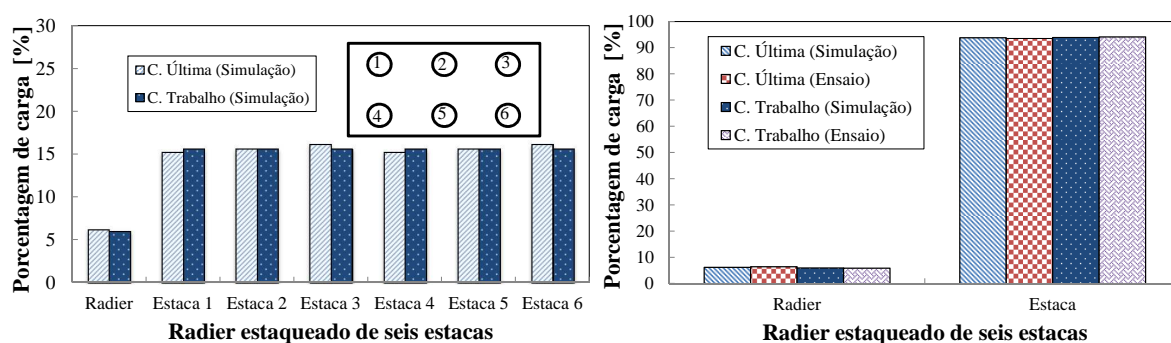 Porcentagem de carga [%]
30
25
20
15
10
5
0
C. Última (Simulação)
C. Trabalho (Simulação)
1 2 3
4 5 6
Radier Estaca 1 Estaca 2 Estaca 3 Estaca 4 Estaca 5 Estaca 6
Radier estaqueado de seis estacas
Porcentagem de carga [%]
100
90
80
70
60
50
40
30
20
10
0
C. Última (Simulação)
C. Última (Ensaio)
C. Trabalho (Simulação)
C. Trabalho (Ensaio)
Radier Estaca
Radier estaqueado de seis estacas